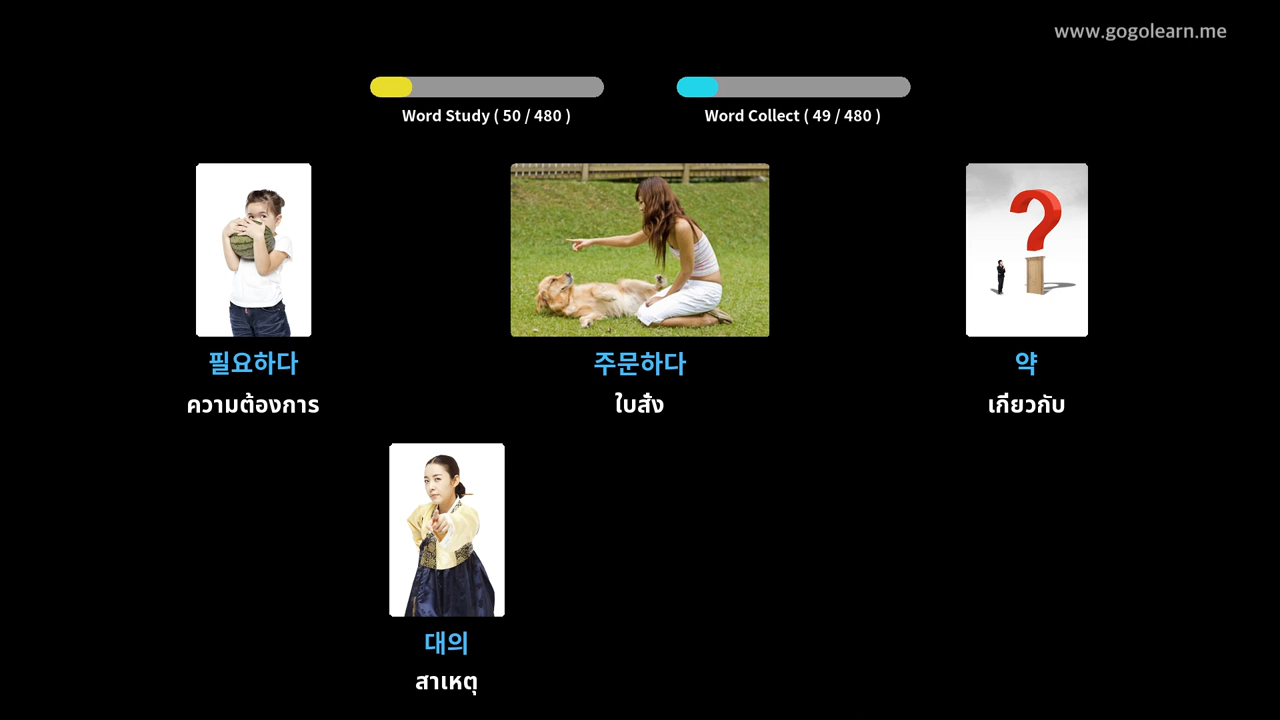 www.gogolearn.me
Word Study ( 50 / 480 )
Word Collect ( 49 / 480 )
필요하다
주문하다
약
ความต้องการ
ใบสั่ง
เกี่ยวกับ
대의
สาเหตุ